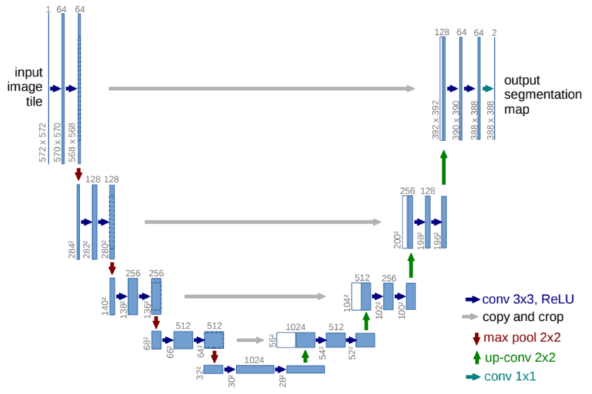 1 64 64
input
image
tile
572 x 572
570 x 570
568 x 568
128 64 64 2
output
segmentation
map
392 x 392
390 x 390
388 x 388
388 x 388
128 128
284²
282²
280²
256 128
200²
198²
196²
256 256
140²
138²
136²
512 256
104²
102²
100²
512 512
68²
66²
64²
1024 512
56²
54²
52²
1024
32²
30²
28²
conv 3x3, ReLU
copy and crop
max pool 2x2
up-conv 2x2
conv 1x1